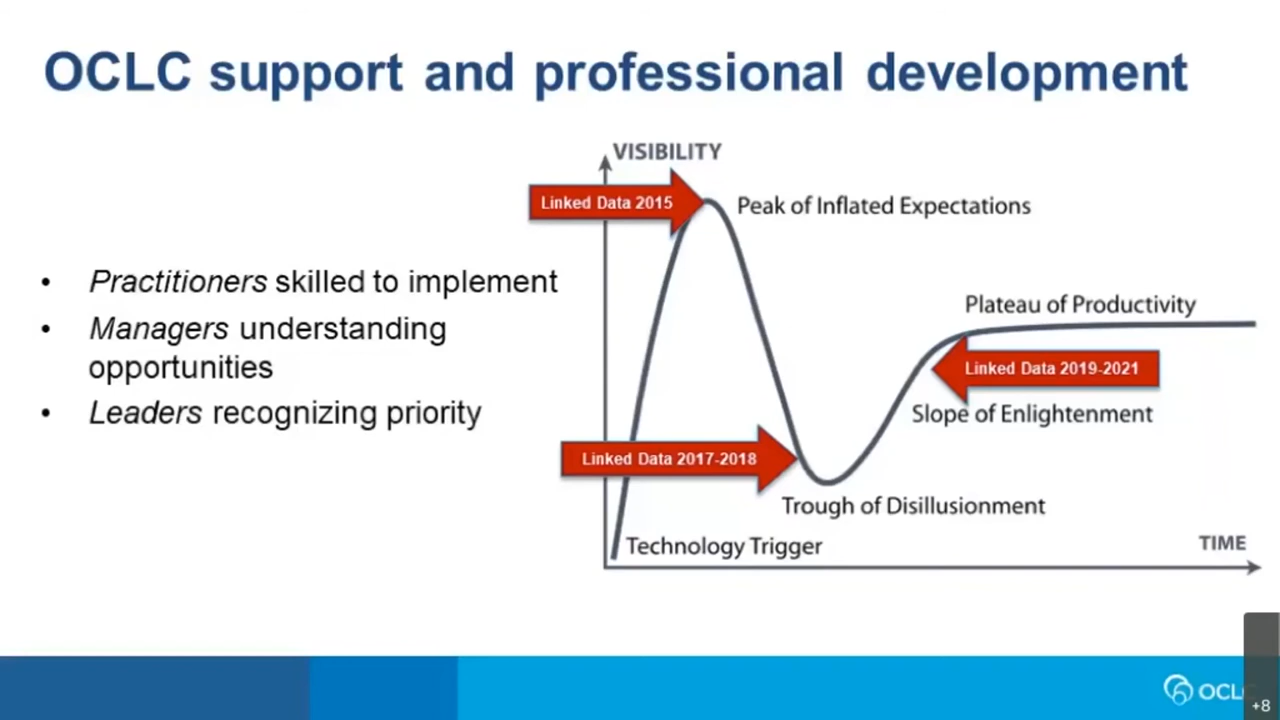 OCLC support and professional development
• Practitioners skilled to implement
• Managers understanding
opportunities
• Leaders recognizing priority
VISIBILITY
Linked Data 2015
Peak of Inflated Expectations
Plateau of Productivity
Linked Data 2019-2021
Slope of Enlightenment
Linked Data 2017-2018
Trough of Disillusionment
Technology Trigger
TIME
OCLC
+8